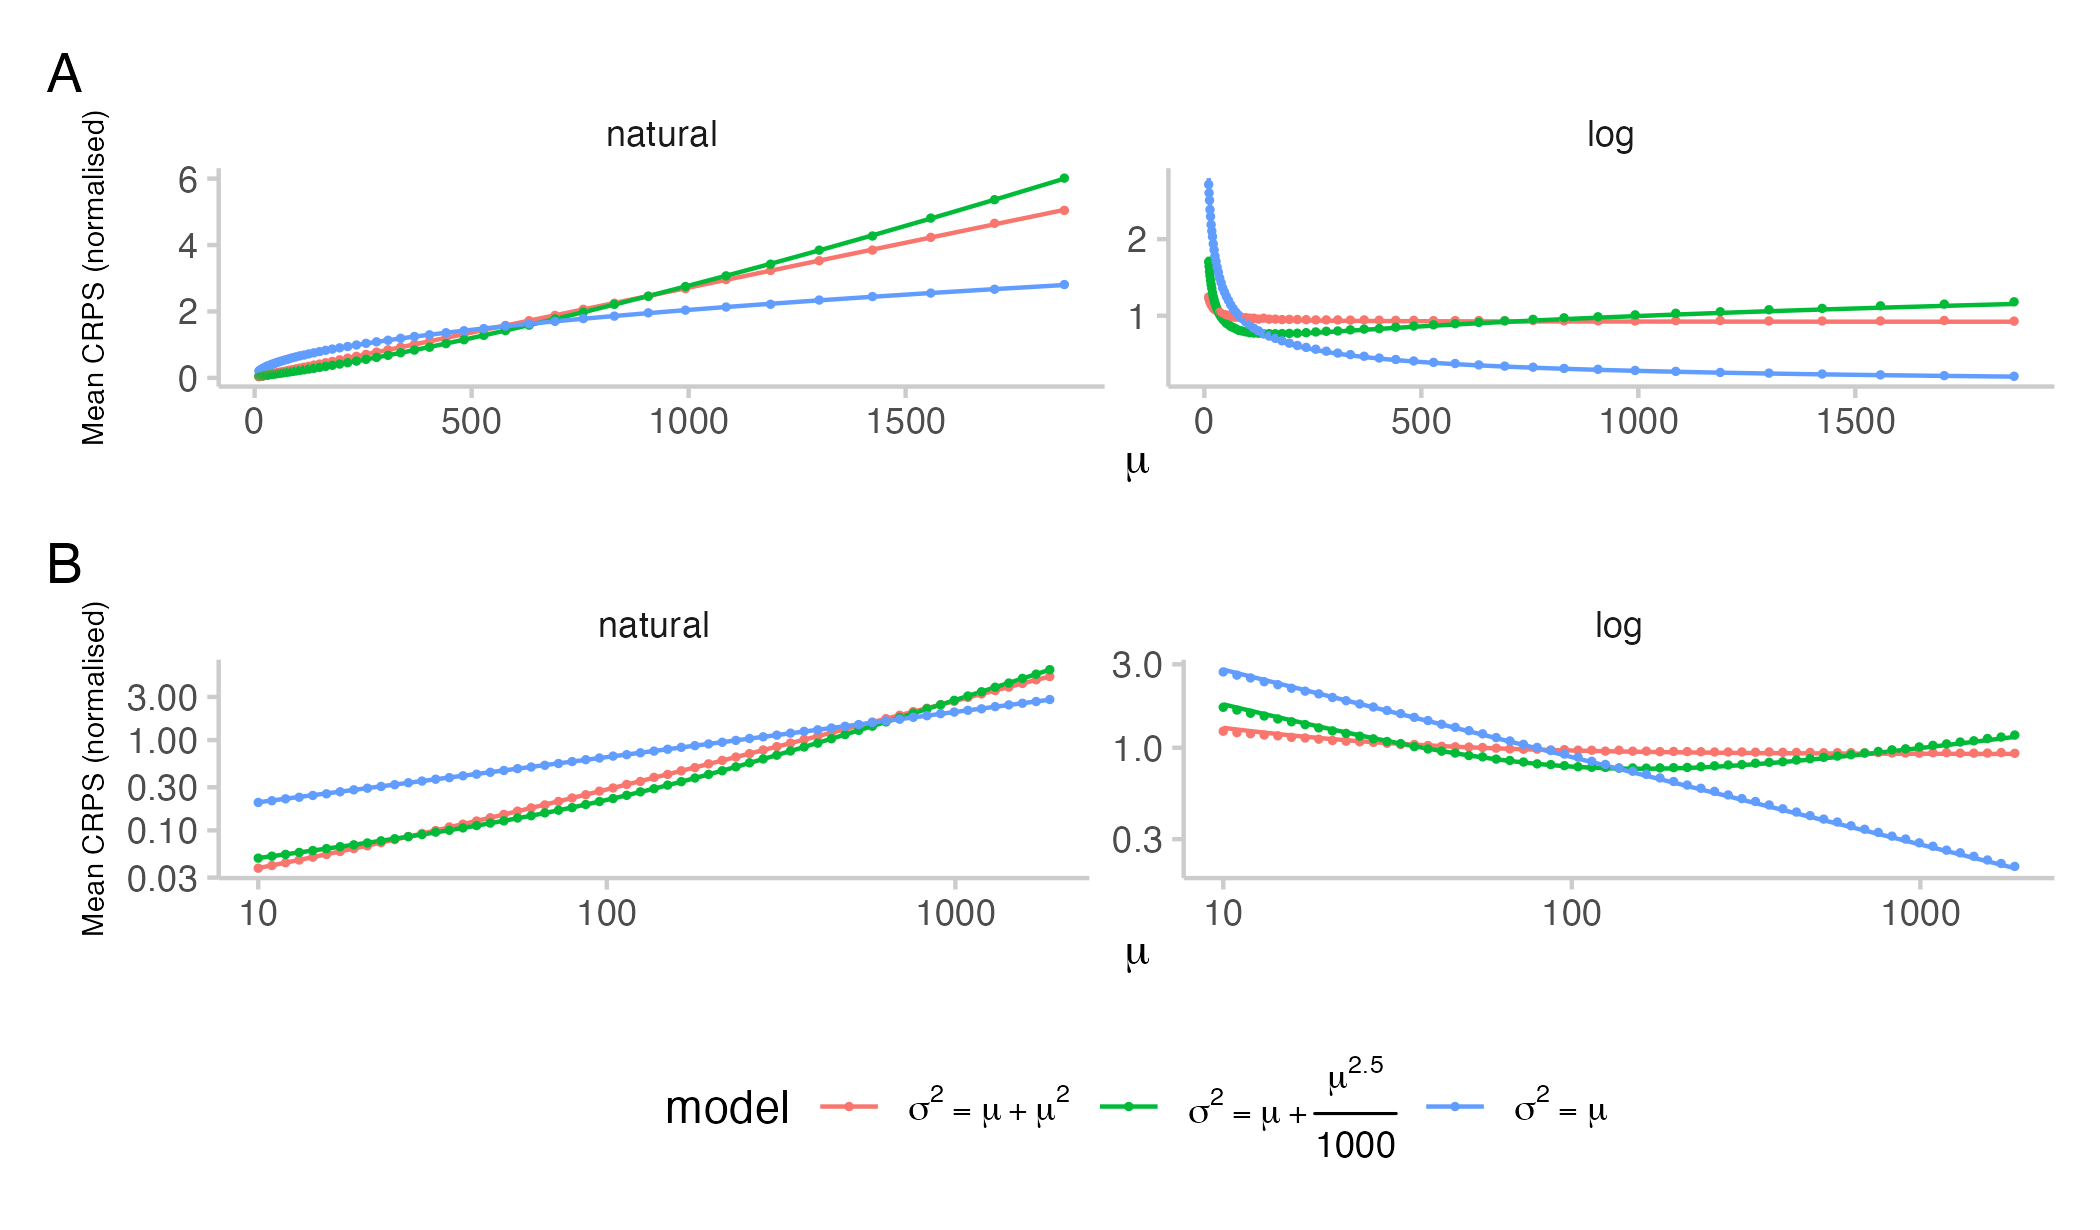 A
natural
log
Mean CRPS (normalised)
6
4
2
0
2
1
0 500 1000 1500
0 500 1000 1500
μ
B
natural
log
Mean CRPS (normalised)
3.00
1.00
0.30
0.10
0.03
3.0
1.0
0.3
10 100 1000
10 100 1000
μ
model σ² = μ + μ² σ² = μ + μ^2.5/1000 σ² = μ